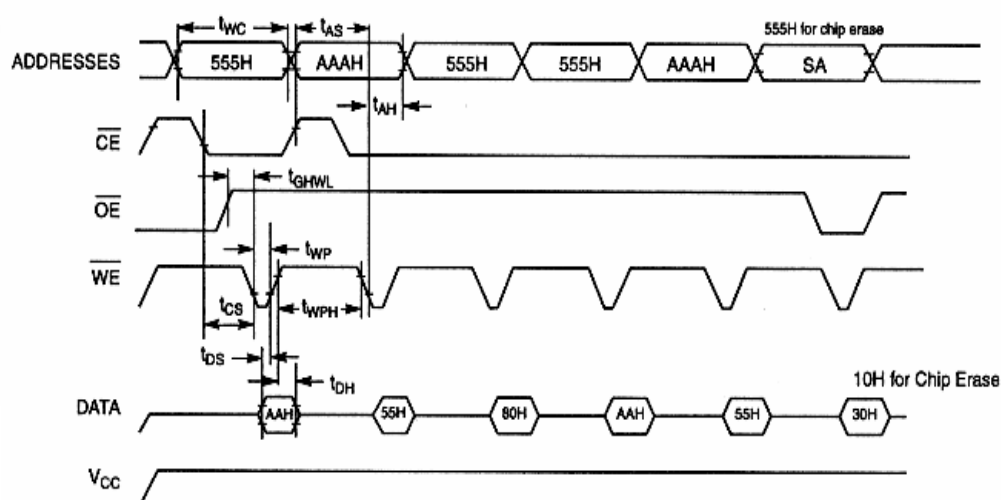 tWC tAS 555H for chip erase
ADDRESSES 555H AAAH 555H 555H AAAH SA
tAH
CE
tGHWL
OE
tWP
WE
tCS tWPH
tDS
tDH 10H for Chip Erase
DATA AAH 55H 80H AAH 55H 30H
VCC